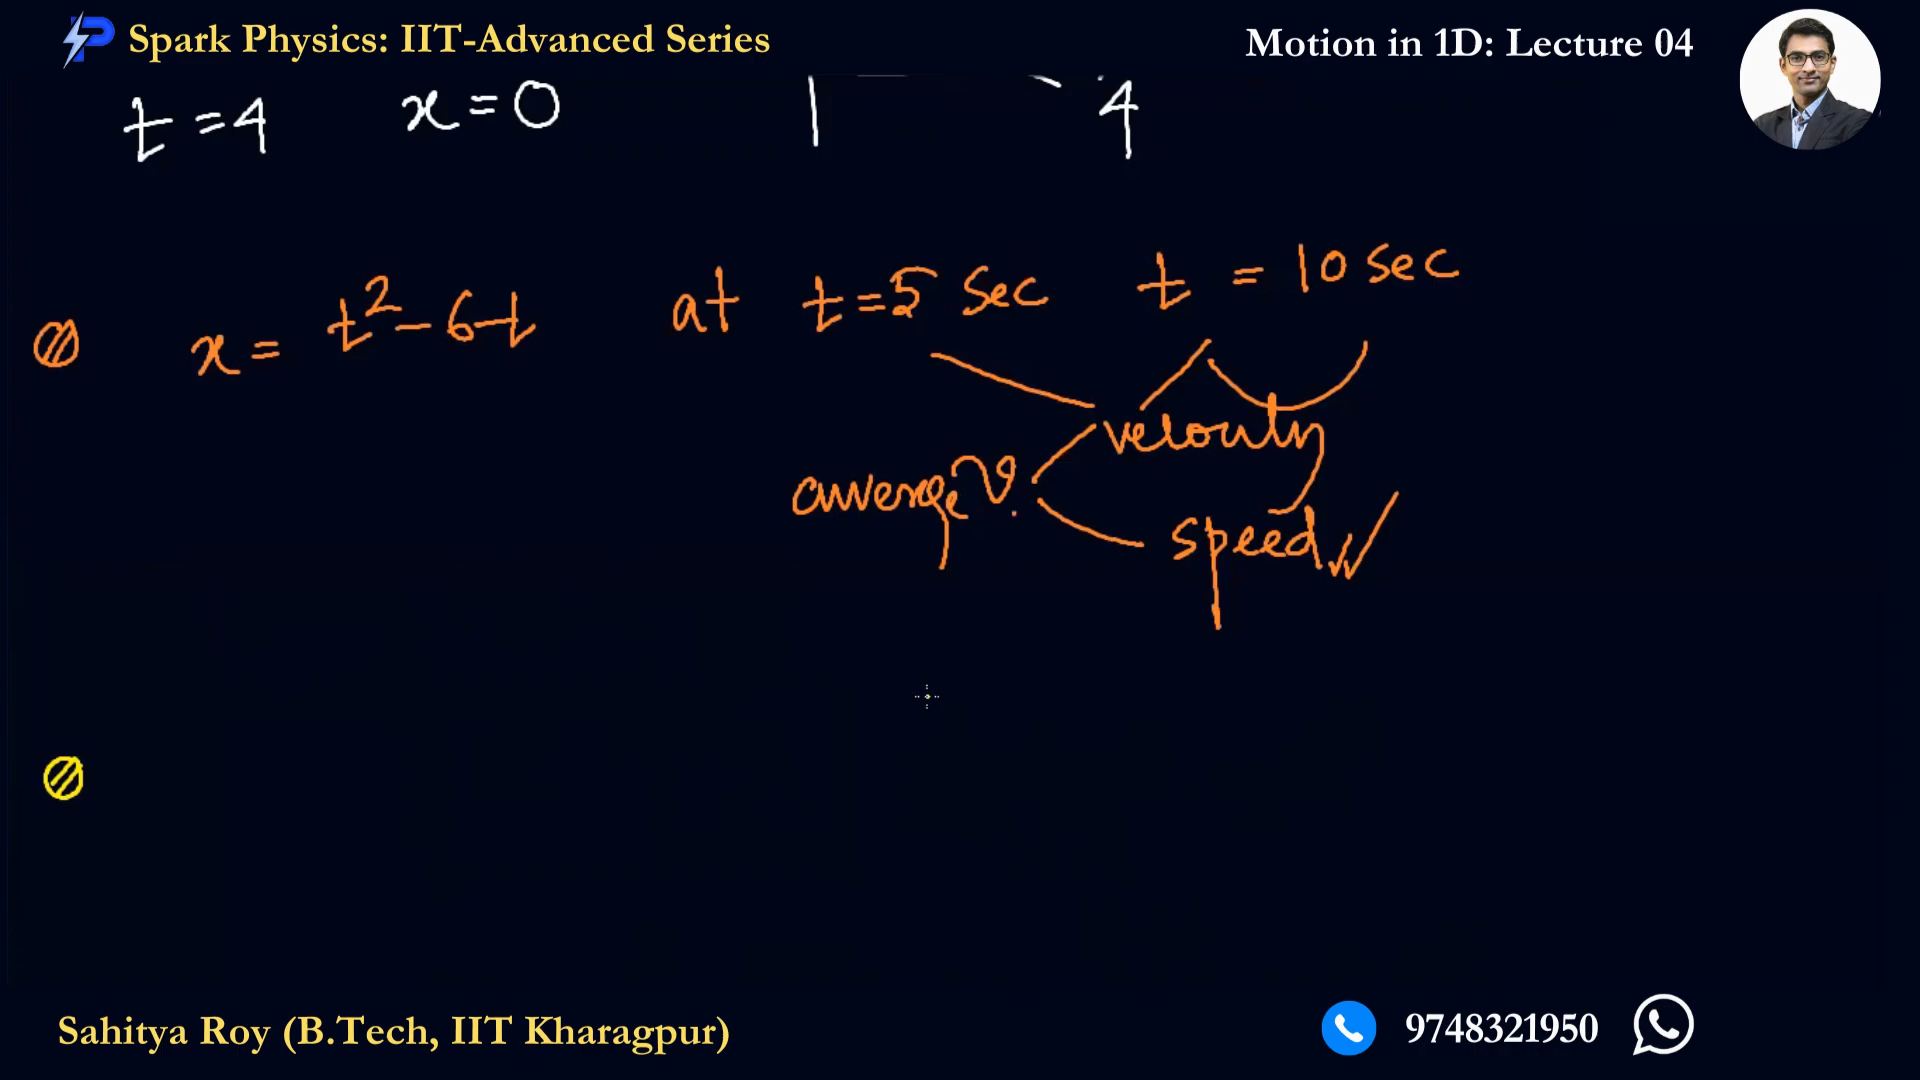 Spark Physics: IIT-Advanced Series
Motion in 1D: Lecture 04
t = 4 x = 0
1 4
x = t² - 6t at t = 5 sec t = 10 sec
velocity
average
speed
Sahitya Roy (B.Tech, IIT Kharagpur)
9748321950